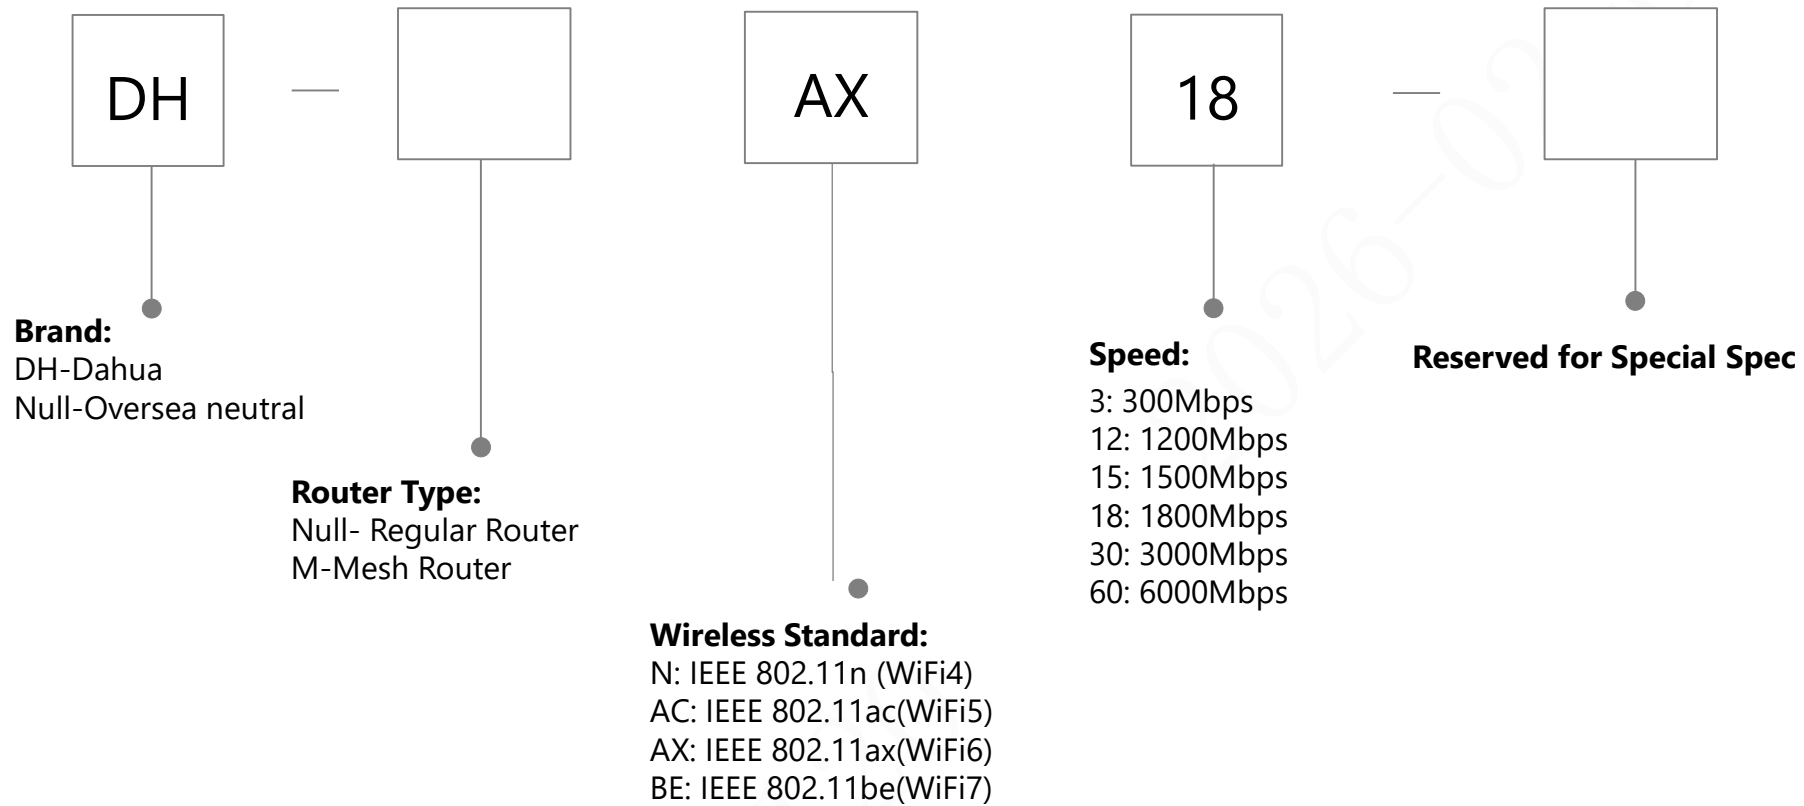 DH — AX 18 —
Brand:
DH-Dahua
Null-Oversea neutral
Router Type:
Null- Regular Router
M-Mesh Router
Wireless Standard:
N: IEEE 802.11n (WiFi4)
AC: IEEE 802.11ac(WiFi5)
AX: IEEE 802.11ax(WiFi6)
BE: IEEE 802.11be(WiFi7)
Speed:
3: 300Mbps
12: 1200Mbps
15: 1500Mbps
18: 1800Mbps
30: 3000Mbps
60: 6000Mbps
Reserved for Special Spec